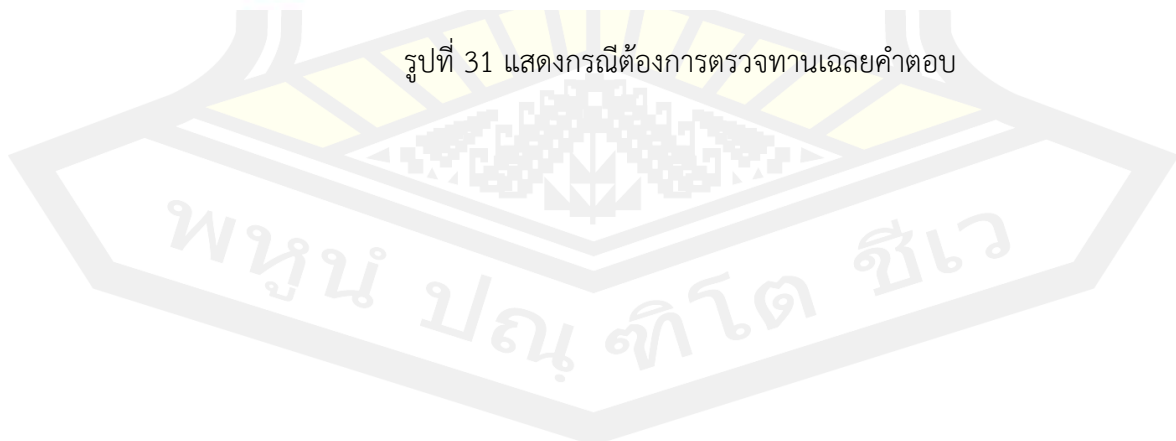 รูปที่ 31 แสดงกรณีต้องการตรวจทานเฉลยคำตอบ
พหูนํ ปณฺฑิโต ชีเว